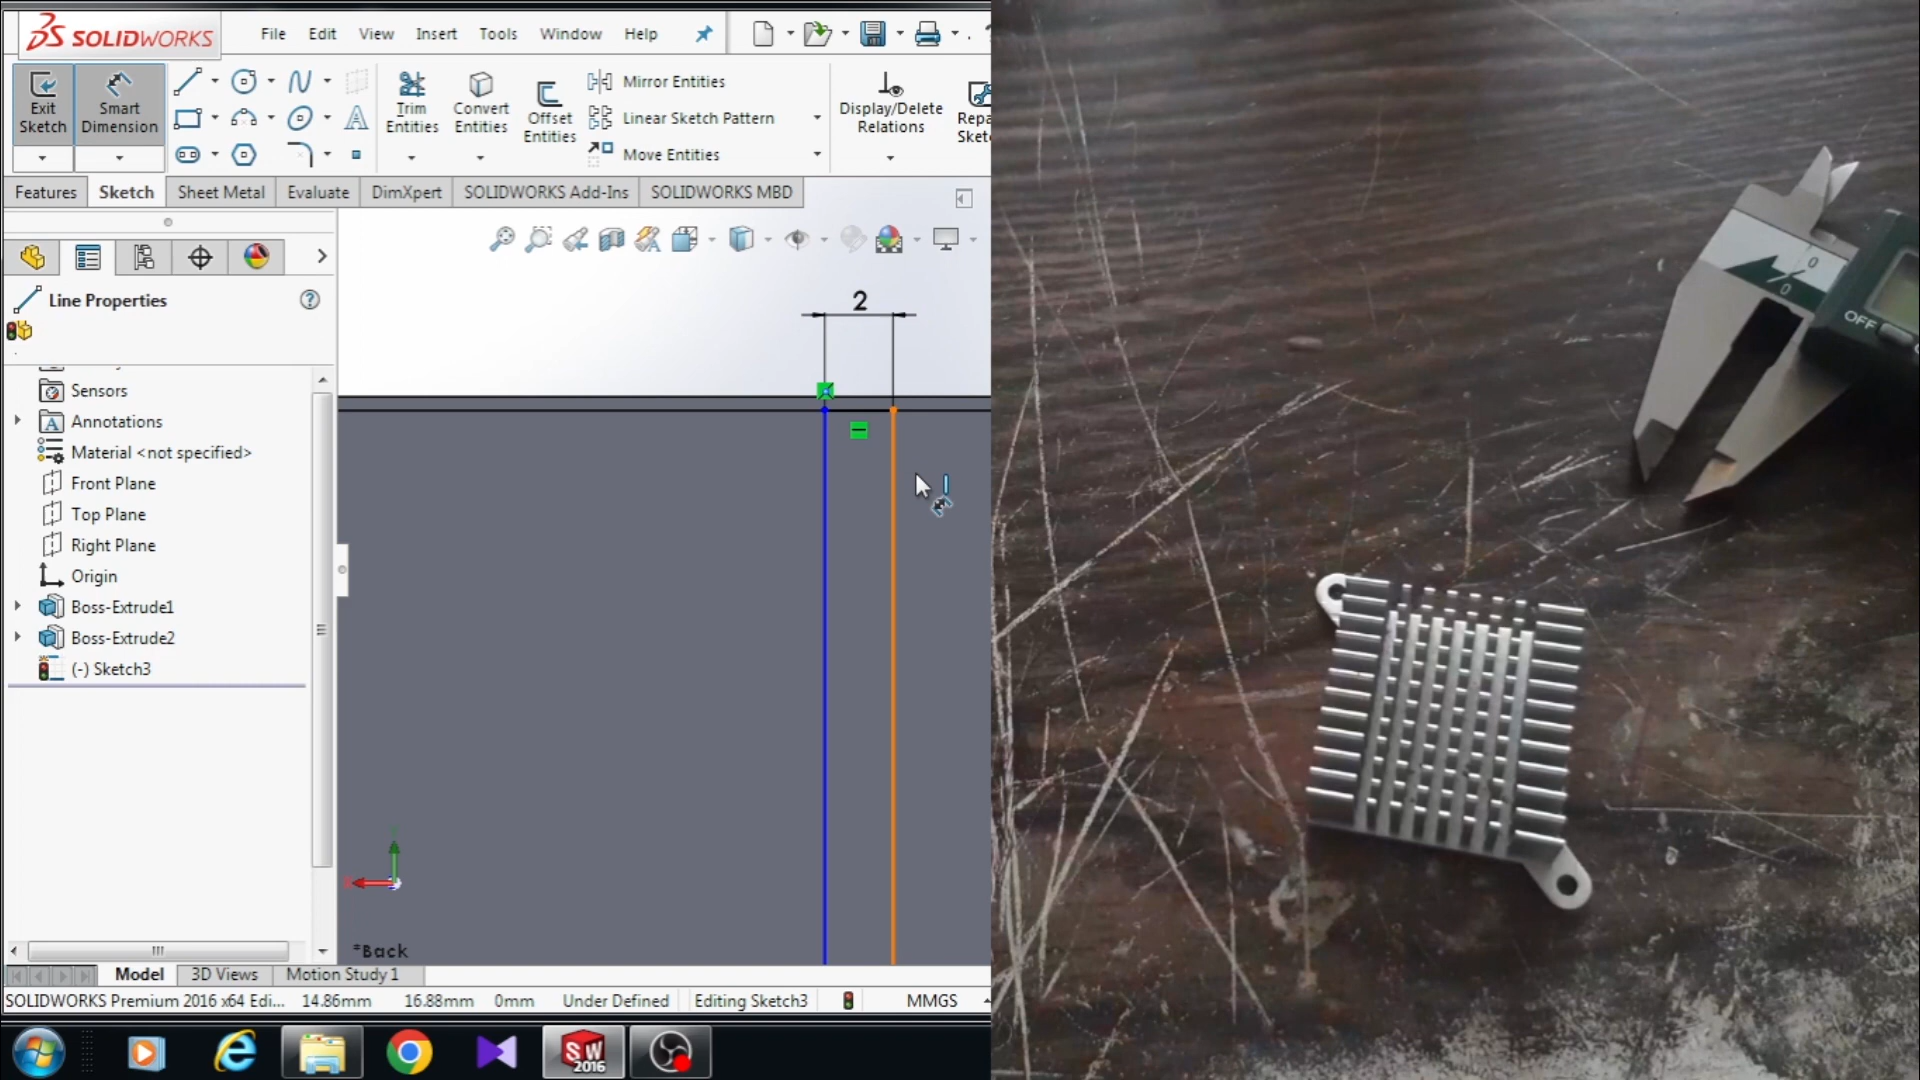 SOLIDWORKS
File Edit View Insert Tools Window Help
Exit Sketch
Smart Dimension
Trim Entities
Convert Entities
Offset Entities
Mirror Entities
Linear Sketch Pattern
Move Entities
Display/Delete Relations
Repa
Sket
Features Sketch Sheet Metal Evaluate DimXpert SOLIDWORKS Add-Ins SOLIDWORKS MBD
Line Properties
2
Sensors
Annotations
Material <not specified>
Front Plane
Top Plane
Right Plane
Origin
Boss-Extrude1
Boss-Extrude2
(-) Sketch3
*Back
Model 3D Views Motion Study 1
SOLIDWORKS Premium 2016 x64 Edi... 14.86mm 16.88mm 0mm Under Defined Editing Sketch3 MMGS
SW
2016
0
0
OFF